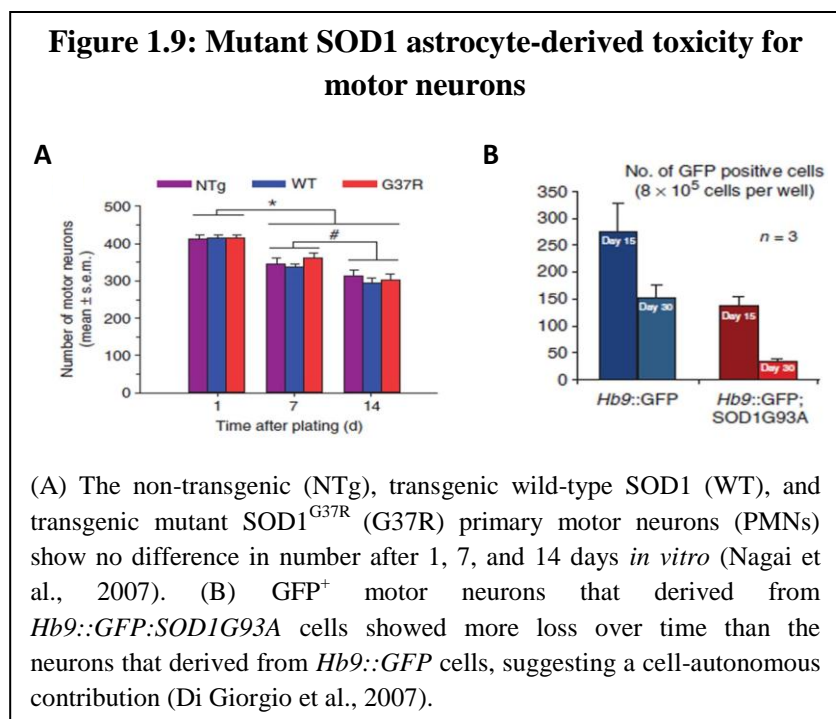 Figure 1.9: Mutant SOD1 astrocyte-derived toxicity for
motor neurons
A
NTg WT G37R
Number of motor neurons
(mean ± s.e.m.)
500
400
300
300
100
0
*
#
1 7 14
Time after plating (d)
B
No. of GFP positive cells
(8 × 10⁵ cells per well)
350
300
250
200
150
100
50
0
n = 3
Day 15
Day 30
Day 15
Day 30
Hb9::GFP Hb9::GFP;
SOD1G93A
(A) The non-transgenic (NTg), transgenic wild-type SOD1 (WT), and
transgenic mutant SOD1ᴳ³⁷ᴿ (G37R) primary motor neurons (PMNs)
show no difference in number after 1, 7, and 14 days in vitro (Nagai et
al., 2007). (B) GFP⁺ motor neurons that derived from
Hb9::GFP:SOD1G93A cells showed more loss over time than the
neurons that derived from Hb9::GFP cells, suggesting a cell-autonomous
contribution (Di Giorgio et al., 2007).